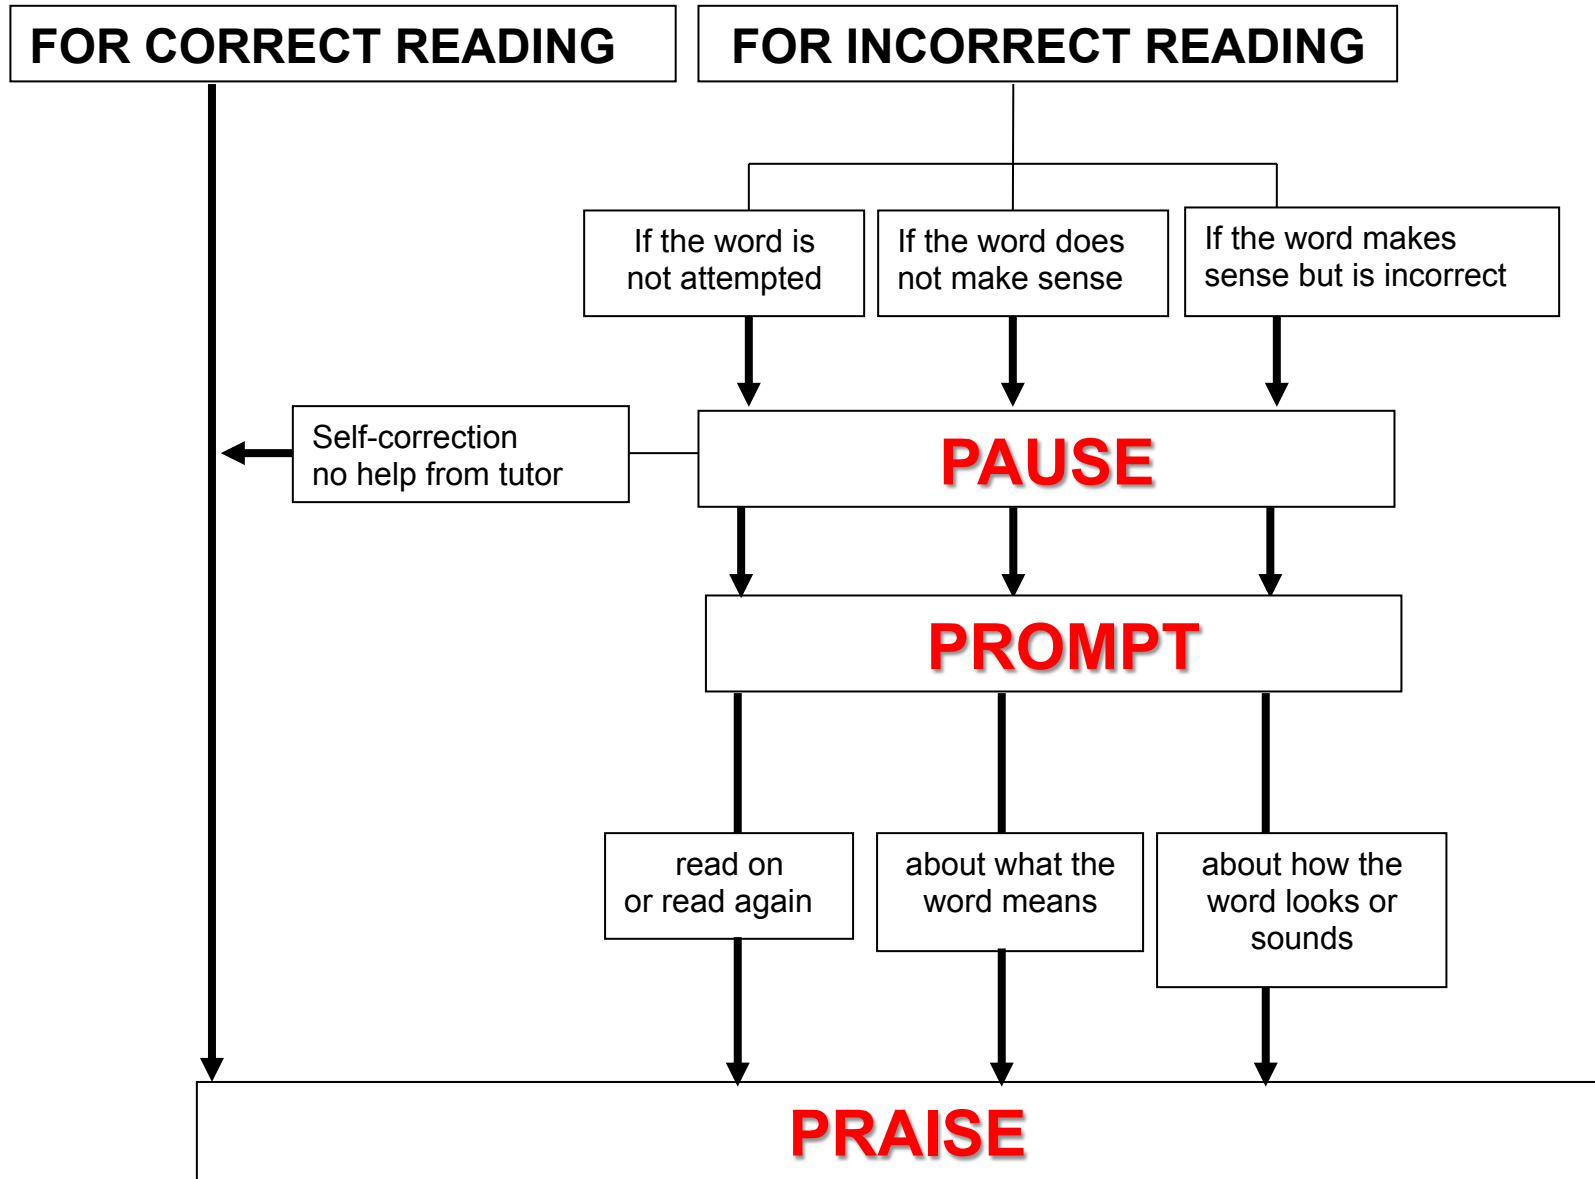 FOR CORRECT READING
FOR INCORRECT READING
If the word is
not attempted
If the word does
not make sense
If the word makes
sense but is incorrect
Self-correction
no help from tutor
PAUSE
PROMPT
read on
or read again
about what the
word means
about how the
word looks or
sounds
PRAISE